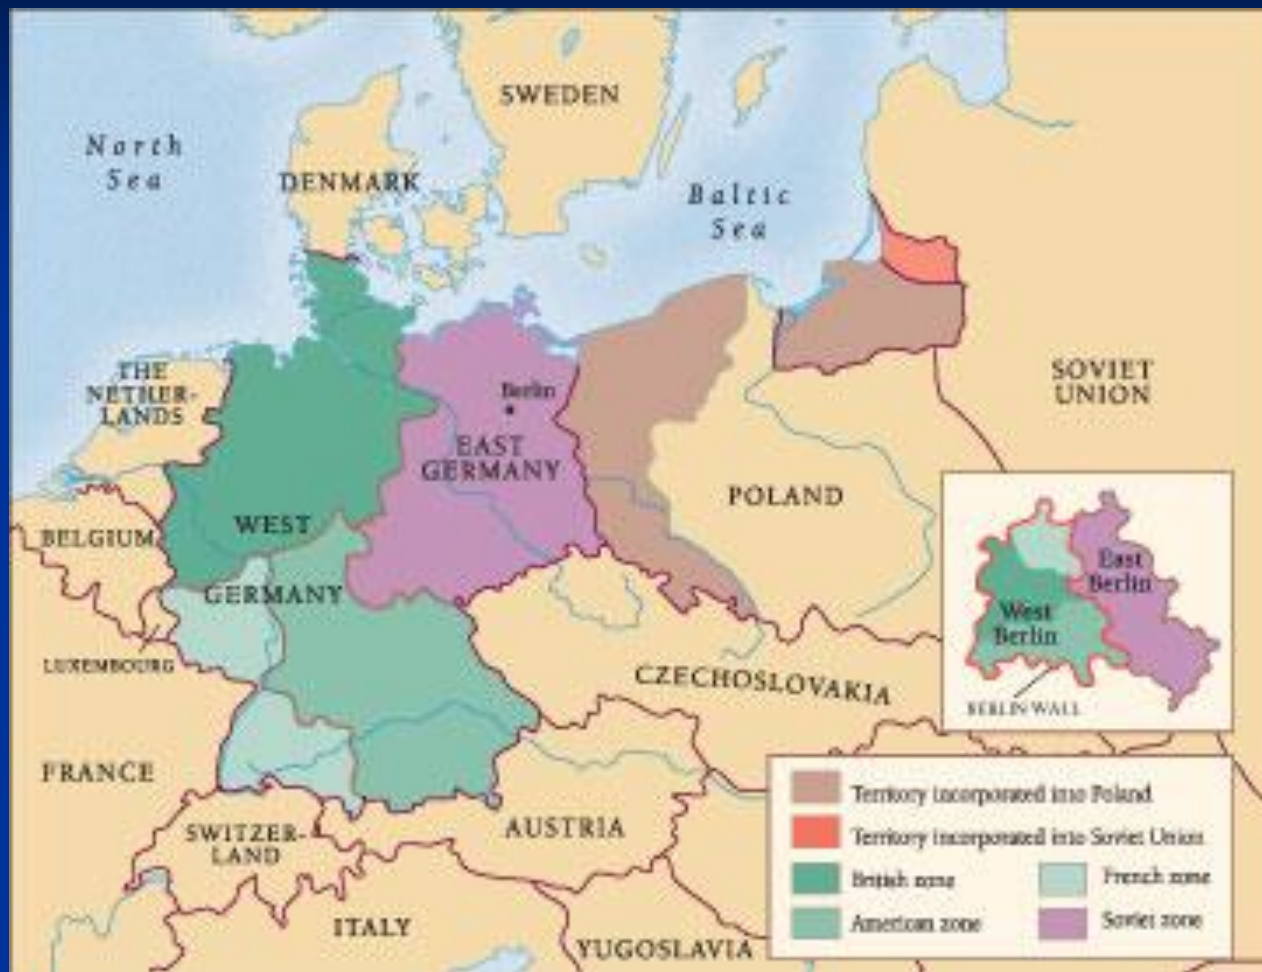 SWEDEN
North
Sea
DENMARK
Baltic
Sea
THE
NETHER-
LANDS
SOVIET
UNION
Berlin
EAST
GERMANY
POLAND
WEST
BELGIUM
GERMANY
LUXEMBOURG
CZECHOSLOVAKIA
FRANCE
SWITZER-
LAND
AUSTRIA
ITALY
YUGOSLAVIA
East
Berlin
West
Berlin
BERLIN WALL
Territory incorporated into Poland
Territory incorporated into Soviet Union
British zone
French zone
American zone
Soviet zone